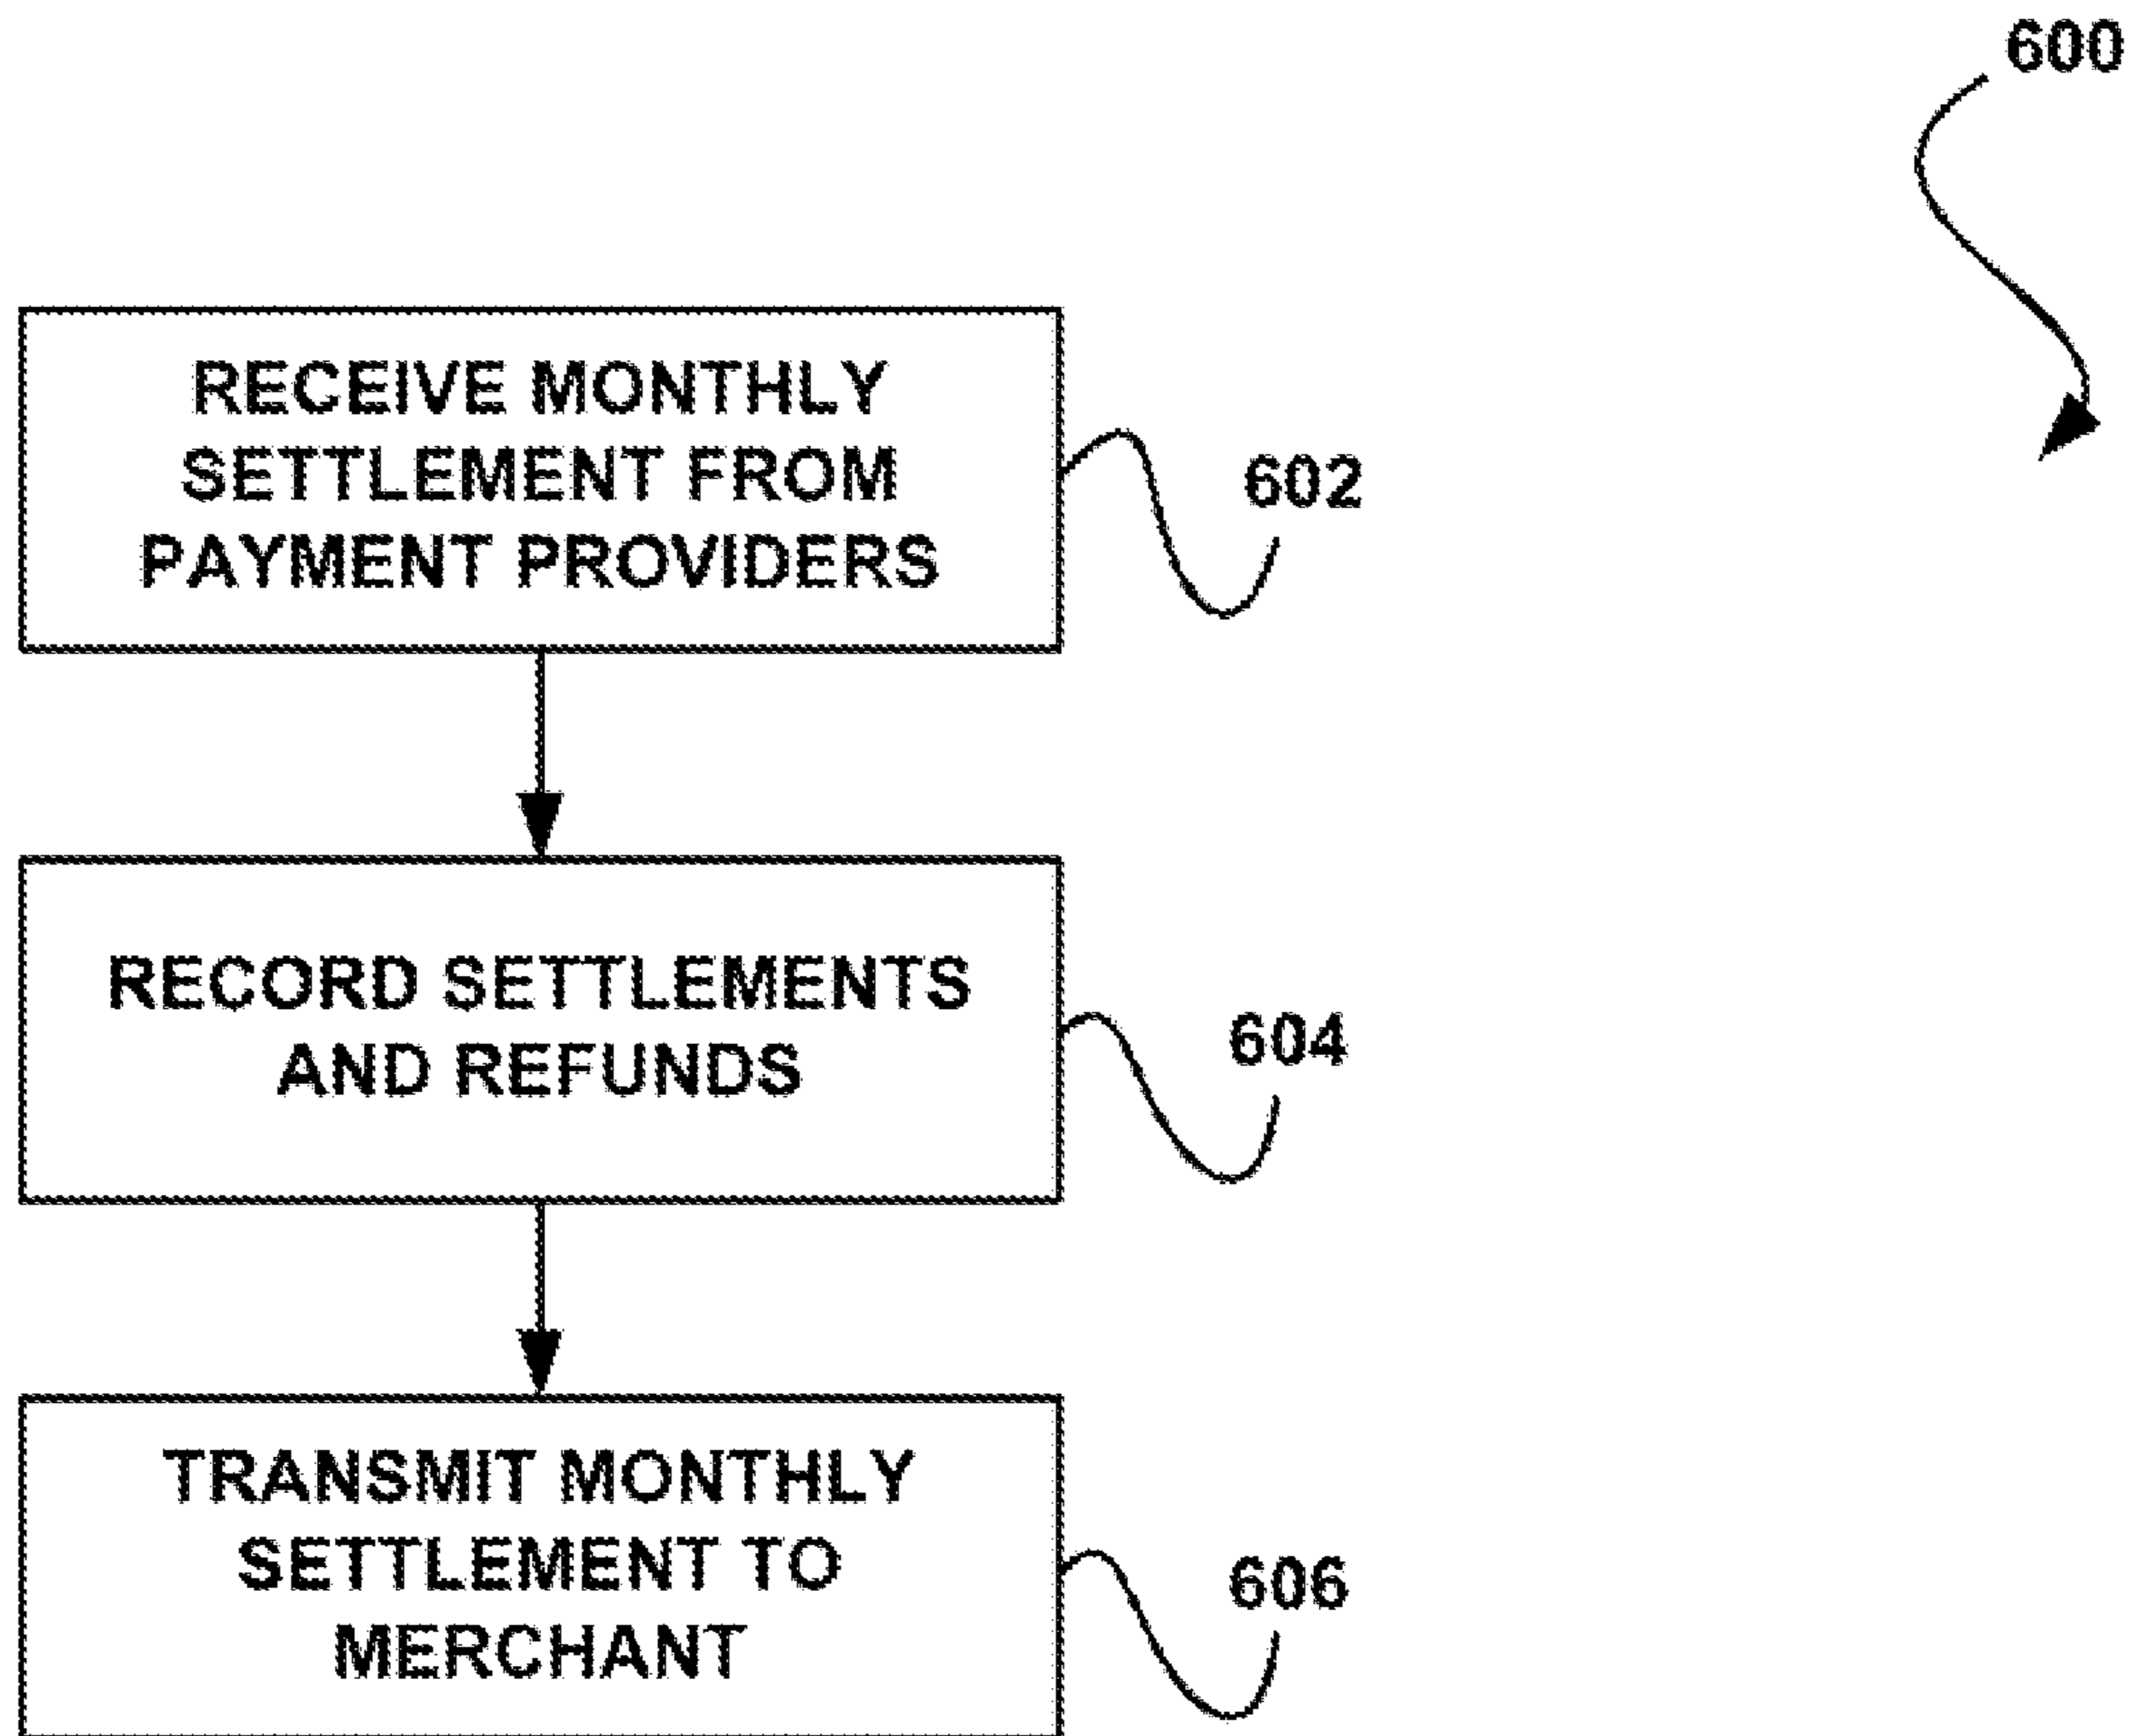 600
RECEIVE MONTHLY
SETTLEMENT FROM
PAYMENT PROVIDERS
602
RECORD SETTLEMENTS
AND REFUNDS
604
TRANSMIT MONTHLY
SETTLEMENT TO
MERCHANT
606